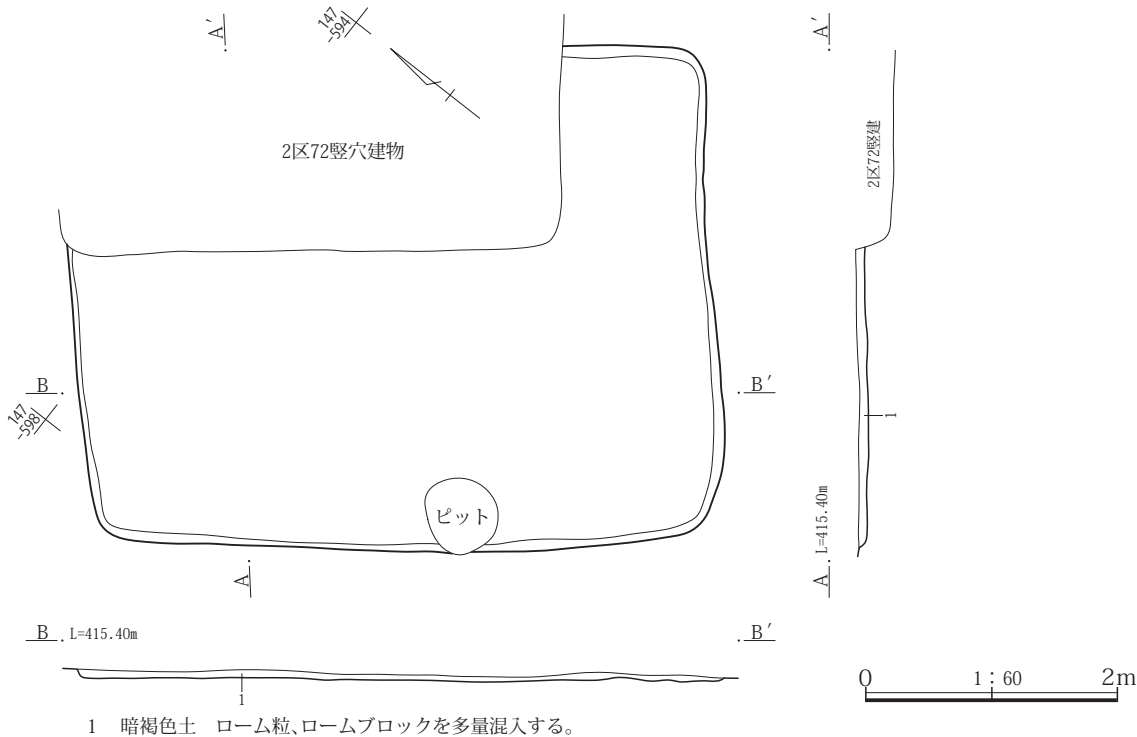 A′
147
-594
A′
2区72竪穴建物
2区72竪建
B
B′
147
-598
1
ピット
L=415.40m
A
A
B
L=415.40m
B′
1
0
1：60
2m
1　暗褐色土　ローム粒、ロームブロックを多量混入する。